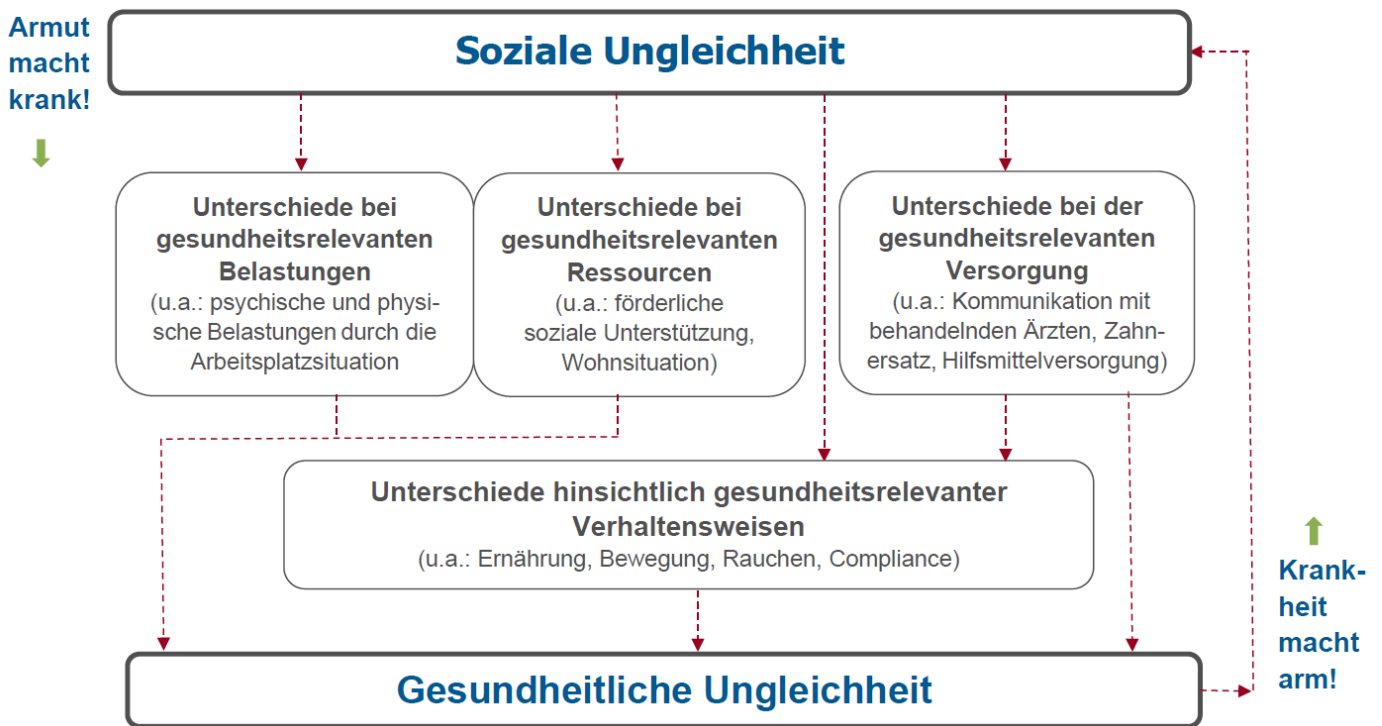 Armut
macht
krank!
Soziale Ungleichheit
Unterschiede bei
gesundheitsrelevanten
Belastungen
(u.a.: psychische und physi-
sche Belastungen durch die
Arbeitsplatzsituation
Unterschiede bei
gesundheitsrelevanten
Ressourcen
(u.a.: förderliche
soziale Unterstützung,
Wohnsituation)
Unterschiede bei der
gesundheitsrelevanten
Versorgung
(u.a.: Kommunikation mit
behandelnden Ärzten, Zahn-
ersatz, Hilfsmittelversorgung)
Unterschiede hinsichtlich gesundheitsrelevanter
Verhaltensweisen
(u.a.: Ernährung, Bewegung, Rauchen, Compliance)
Krank-
heit
macht
arm!
Gesundheitliche Ungleichheit